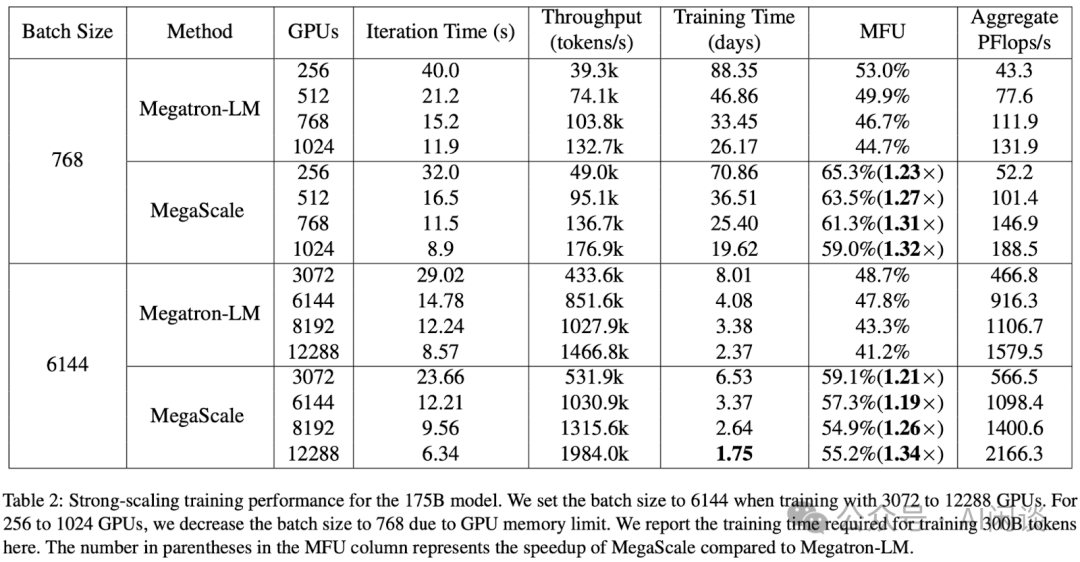 Batch Size Method GPUs Iteration Time (s) Throughput (tokens/s) Training Time (days) MFU Aggregate PFlops/s
768 Megatron-LM 256 40.0 39.3k 88.35 53.0% 43.3
512 21.2 74.1k 46.86 49.9% 77.6
768 15.2 103.8k 33.45 46.7% 111.9
1024 11.9 132.7k 26.17 44.7% 131.9
MegaScale 256 32.0 49.0k 70.86 65.3%(1.23×) 52.2
512 16.5 95.1k 36.51 63.5%(1.27×) 101.4
768 11.5 136.7k 25.40 61.3%(1.31×) 146.9
1024 8.9 176.9k 19.62 59.0%(1.32×) 188.5
6144 Megatron-LM 3072 29.02 433.6k 8.01 48.7% 466.8
6144 14.78 851.6k 4.08 47.8% 916.3
8192 12.24 1027.9k 3.38 43.3% 1106.7
12288 8.57 1466.8k 2.37 41.2% 1579.5
MegaScale 3072 23.66 531.9k 6.53 59.1%(1.21×) 566.5
6144 12.21 1030.9k 3.37 57.3%(1.19×) 1098.4
8192 9.56 1315.6k 2.64 54.9%(1.26×) 1400.6
12288 6.34 1984.0k 1.75 55.2%(1.34×) 2166.3
Table 2: Strong-scaling training performance for the 175B model. We set the batch size to 6144 when training with 3072 to 12288 GPUs. For
256 to 1024 GPUs, we decrease the batch size to 768 due to GPU memory limit. We report the training time required for training 300B tokens
here. The number in parentheses in the MFU column represents the speedup of MegaScale compared to Megatron-LM.
公众号 · AI闲谈